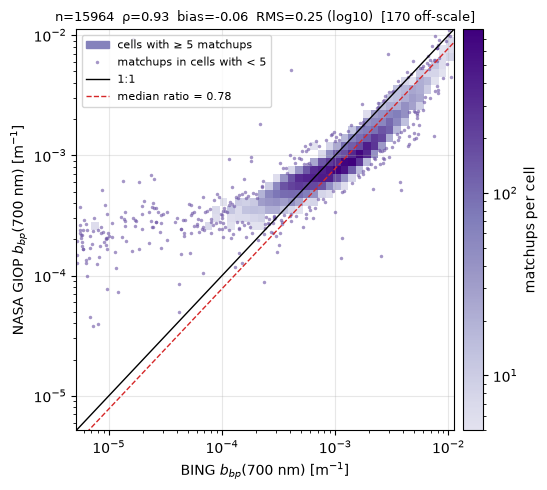 n=15964  ρ=0.93  bias=-0.06  RMS=0.25 (log10)  [170 off-scale]
cells with ≥ 5 matchups
matchups in cells with < 5
1:1
median ratio = 0.78
10⁻²
10⁻³
10⁻⁴
10⁻⁵
NASA GIOP b_bp(700 nm) [m⁻¹]
10⁻⁵ 10⁻⁴ 10⁻³ 10⁻²
BING b_bp(700 nm) [m⁻¹]
10²
10¹
matchups per cell